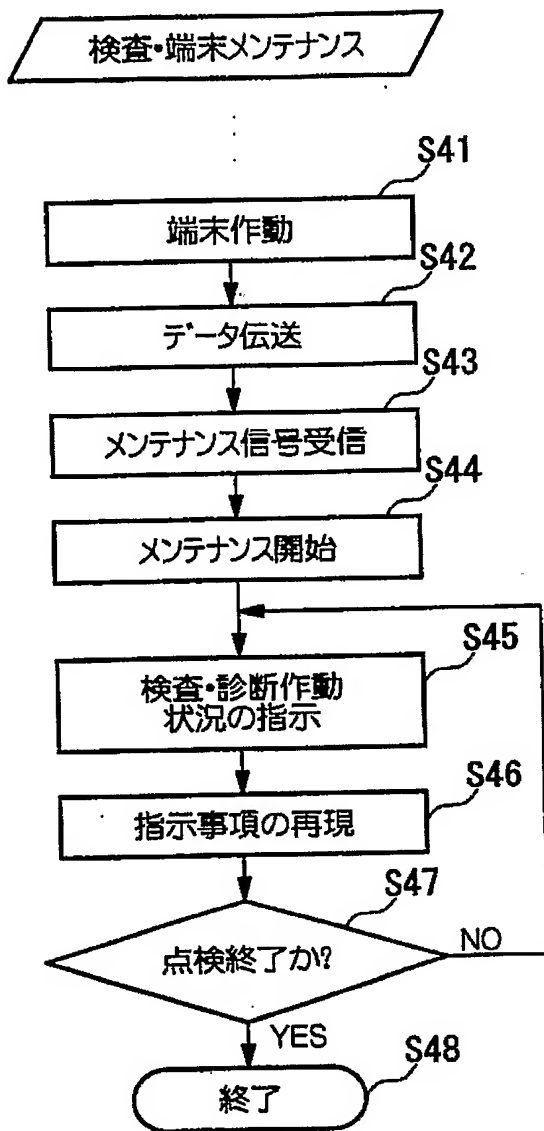 検査・端末メンテナンス
S41
端末作動
S42
データ伝送
S43
メンテナンス信号受信
S44
メンテナンス開始
S45
検査・診断作動
状況の指示
S46
指示事項の再現
S47
点検終了か?
NO
YES
S48
終了